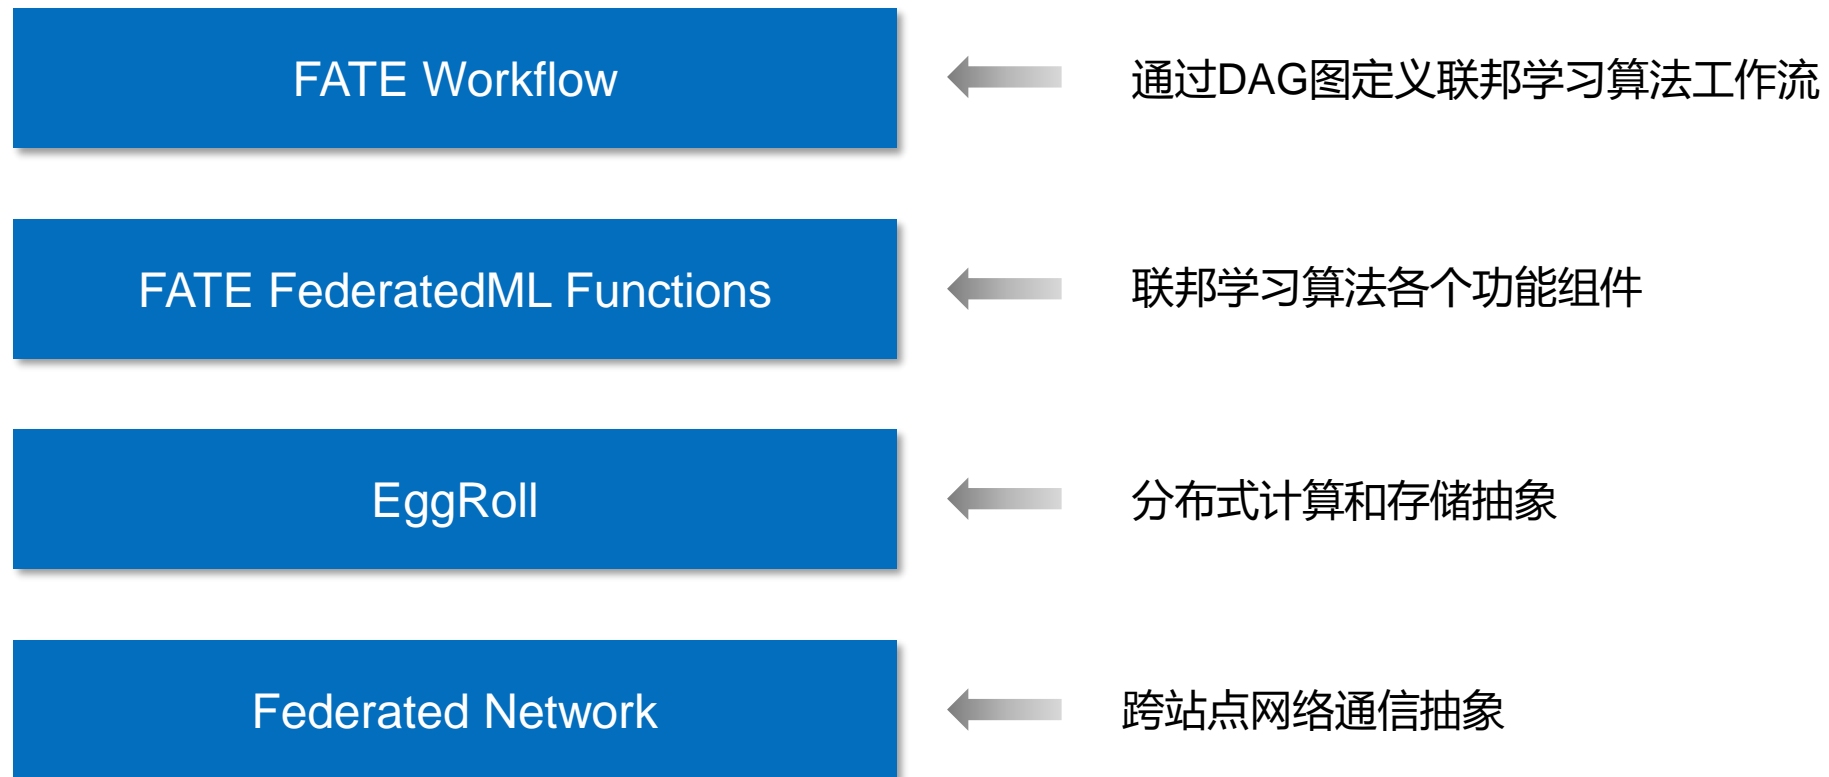 FATE Workflow
通过DAG图定义联邦学习算法工作流
FATE FederatedML Functions
联邦学习算法各个功能组件
EggRoll
分布式计算和存储抽象
Federated Network
跨站点网络通信抽象